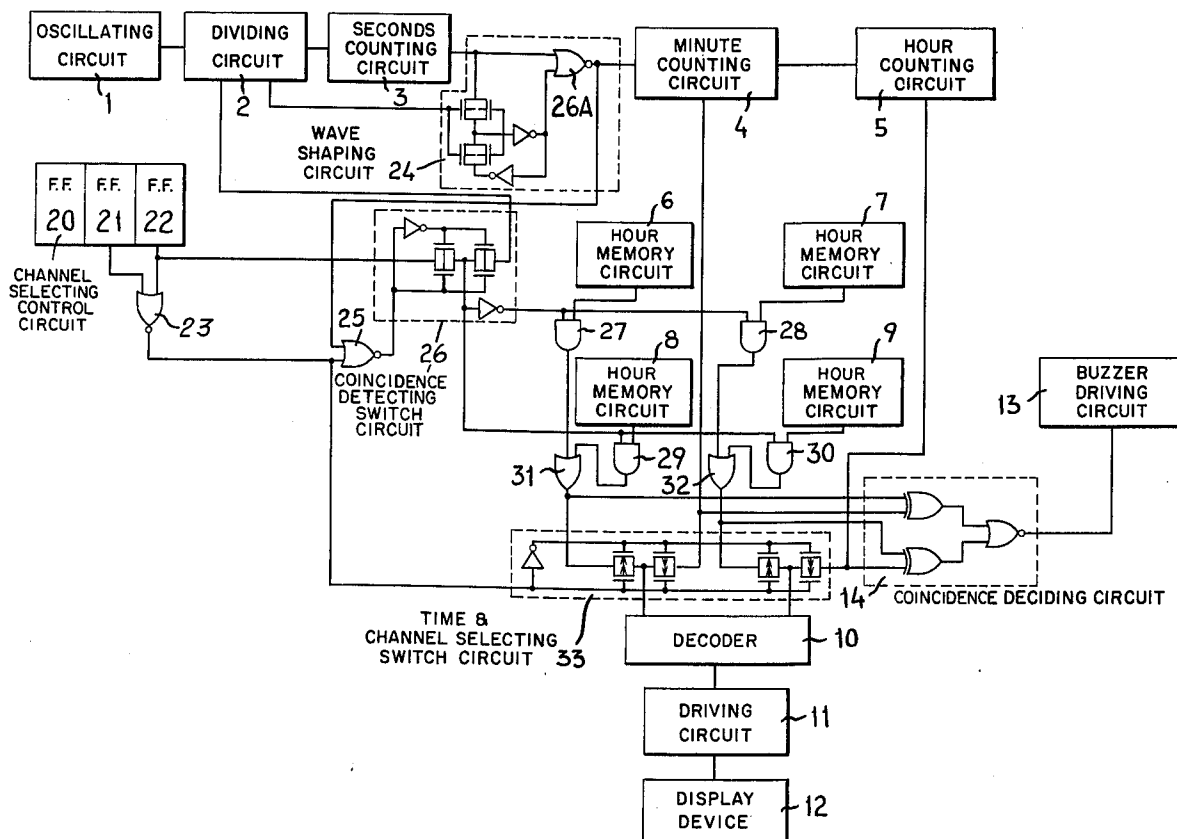 OSCILLATING
CIRCUIT
1
DIVIDING
CIRCUIT
2
SECONDS
COUNTING
CIRCUIT
3
26A
MINUTE
COUNTING
CIRCUIT
4
HOUR
COUNTING
CIRCUIT
5
WAVE
SHAPING
CIRCUIT
24
F.F.
20
F.F.
21
F.F.
22
CHANNEL
SELECTING
CONTROL
CIRCUIT
23
25
26
COINCIDENCE
DETECTING
SWITCH
CIRCUIT
6
HOUR
MEMORY
CIRCUIT
7
HOUR
MEMORY
CIRCUIT
27
28
8
HOUR
MEMORY
CIRCUIT
9
HOUR
MEMORY
CIRCUIT
29
30
31
32
13
BUZZER
DRIVING
CIRCUIT
14
COINCIDENCE DECIDING CIRCUIT
TIME &
CHANNEL SELECTING
SWITCH CIRCUIT
33
DECODER
10
DRIVING
CIRCUIT
11
DISPLAY
DEVICE
12